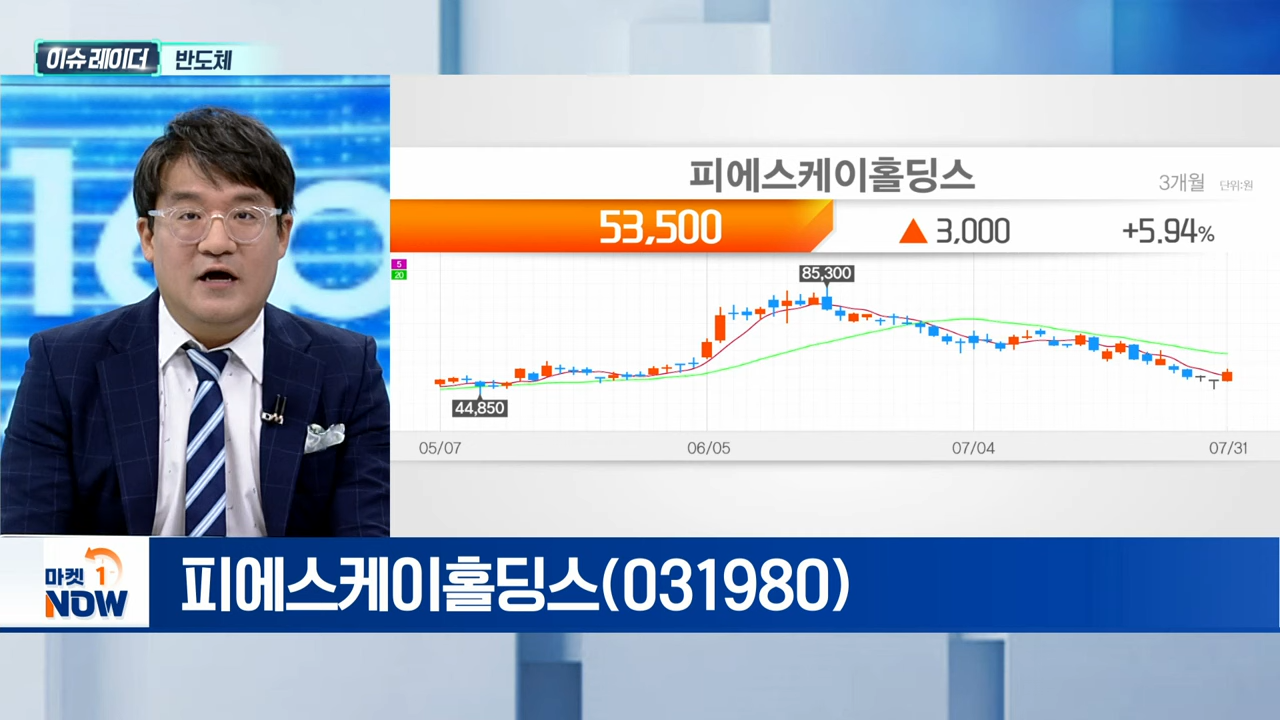 이슈 레이더 반도체
피에스케이홀딩스
3개월 단위:원
53,500 ▲ 3,000 +5.94%
5
20
85,300
44,850
05/07 06/05 07/04 07/31
마켓 1
NOW
피에스케이홀딩스(031980)